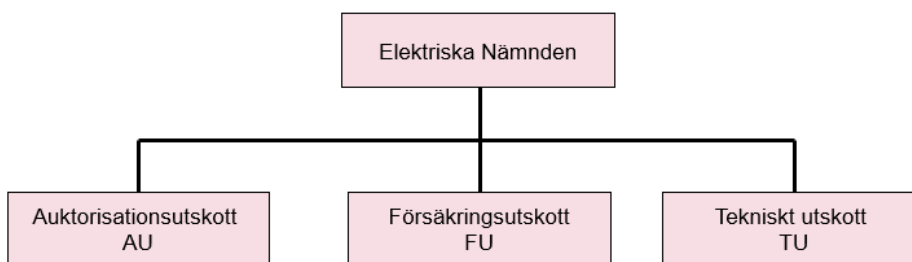 Elektriska Nämnden
Auktorisationsutskott
AU
Försäkringsutskott
FU
Tekniskt utskott
TU